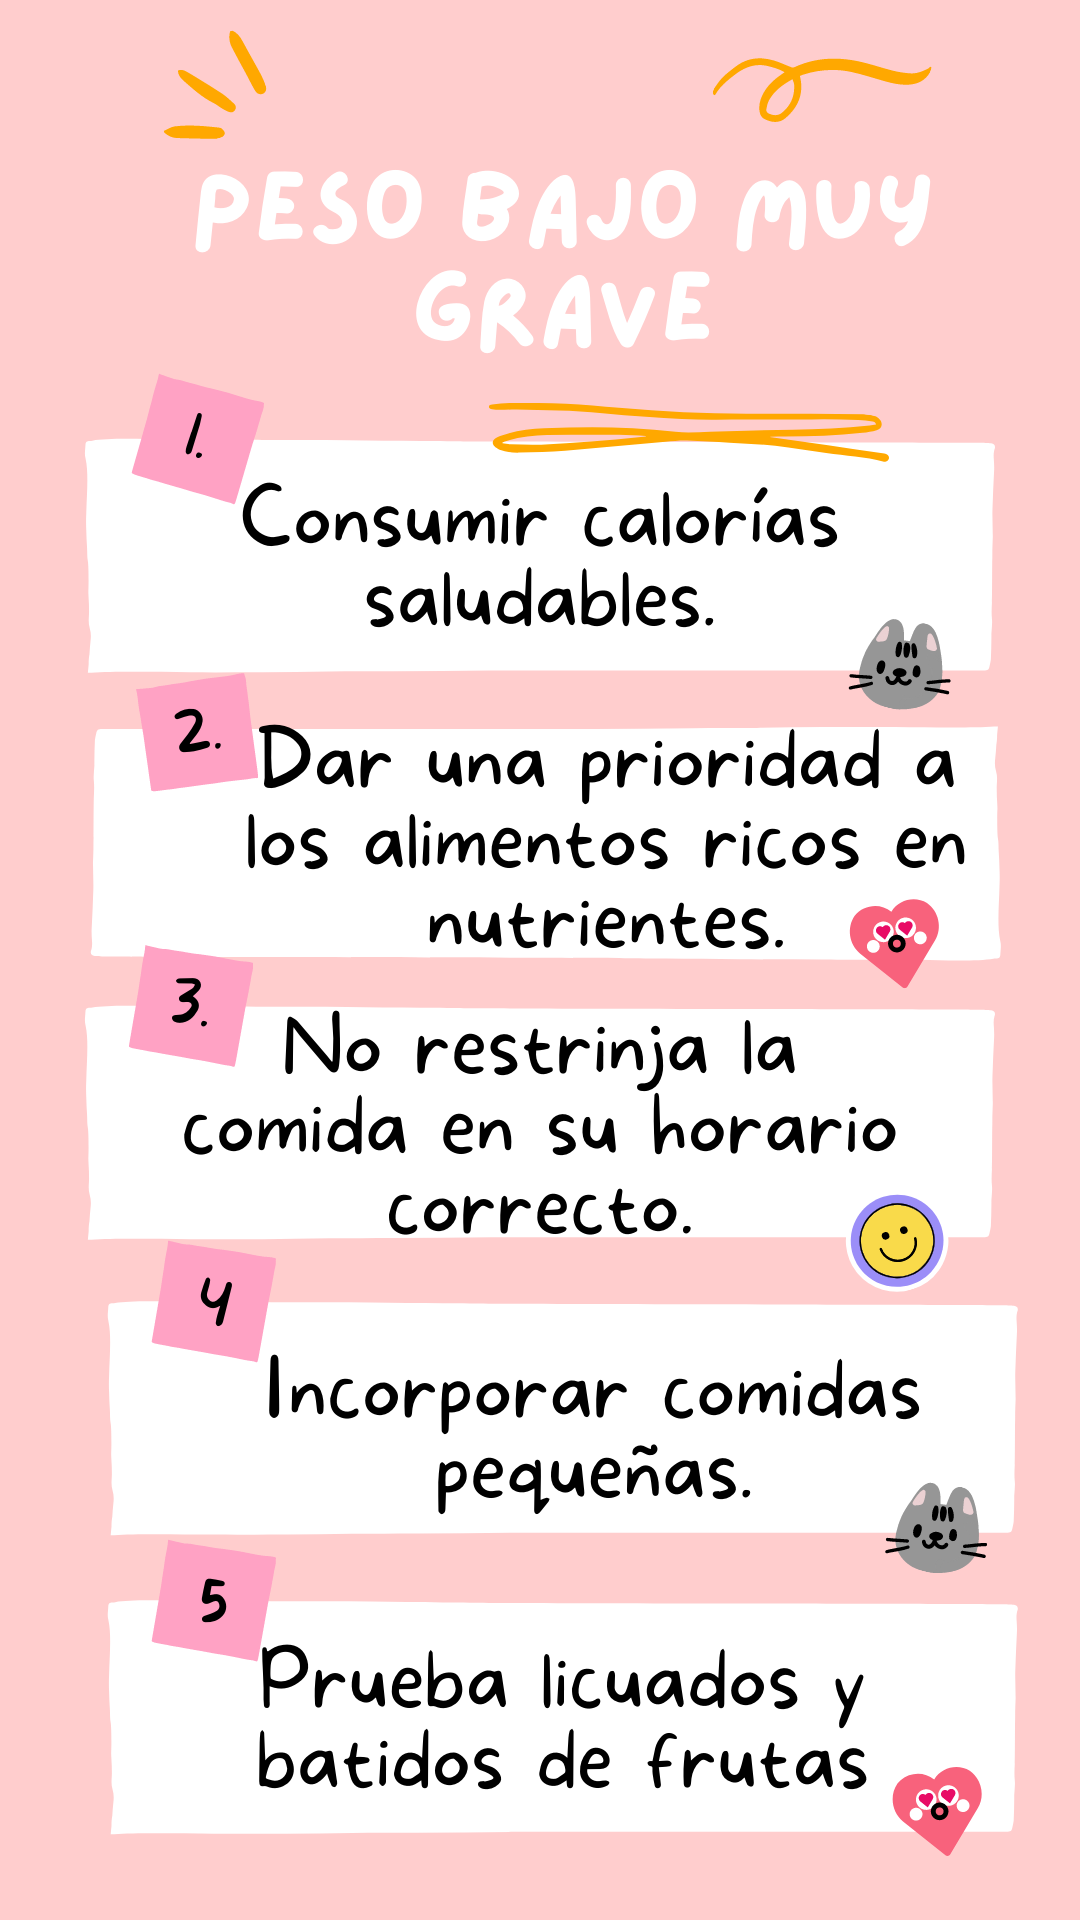 PESO BAJO MUY
GRAVE
1.
Consumir calorías
saludables.
2.
Dar una prioridad a
los alimentos ricos en
nutrientes.
3.
No restrinja la
comida en su horario
correcto.
4
Incorporar comidas
pequeñas.
5
Prueba licuados y
batidos de frutas